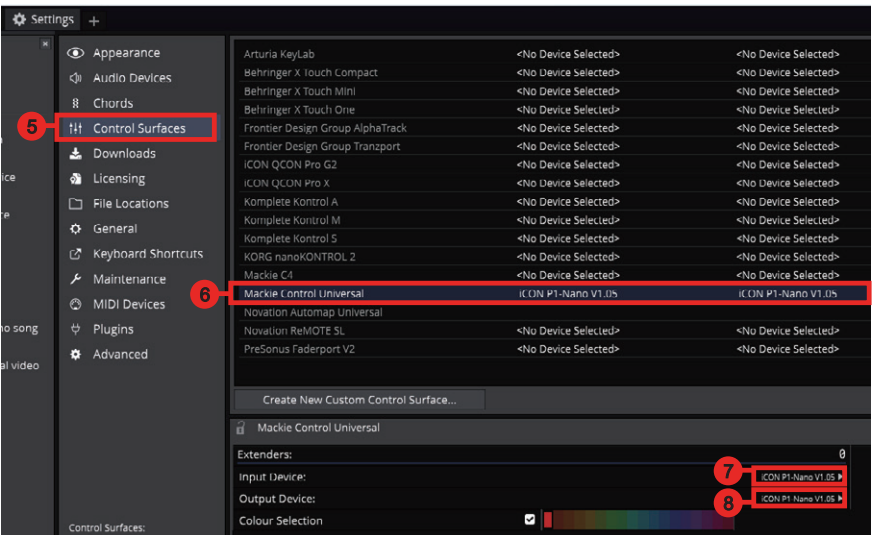 Settings +
Appearance
Audio Devices
Chords
5
Control Surfaces
Downloads
Licensing
File Locations
General
Keyboard Shortcuts
Maintenance
MIDI Devices
Plugins
Advanced
Control Surfaces:
ice
no song
al video
Arturia KeyLab <No Device Selected> <No Device Selected>
Behringer X Touch Compact <No Device Selected> <No Device Selected>
Behringer X Touch Mini <No Device Selected> <No Device Selected>
Behringer X Touch One <No Device Selected> <No Device Selected>
Frontier Design Group AlphaTrack <No Device Selected> <No Device Selected>
Frontier Design Group Tranzport <No Device Selected> <No Device Selected>
iCON QCON Pro G2 <No Device Selected> <No Device Selected>
iCON QCON Pro X <No Device Selected> <No Device Selected>
Komplete Kontrol A <No Device Selected> <No Device Selected>
Komplete Kontrol M <No Device Selected> <No Device Selected>
Komplete Kontrol S <No Device Selected> <No Device Selected>
KORG nanoKONTROL 2 <No Device Selected> <No Device Selected>
Mackie C4 <No Device Selected> <No Device Selected>
6
Mackie Control Universal iCON P1-Nano V1.05 iCON P1-Nano V1.05
Novation Automap Universal
Novation ReMOTE SL <No Device Selected> <No Device Selected>
PreSonus Faderport V2 <No Device Selected> <No Device Selected>
Create New Custom Control Surface...
Mackie Control Universal
Extenders: 0
Input Device: 7 iCON P1-Nano V1.05
Output Device: 8 iCON P1-Nano V1.05
Colour Selection